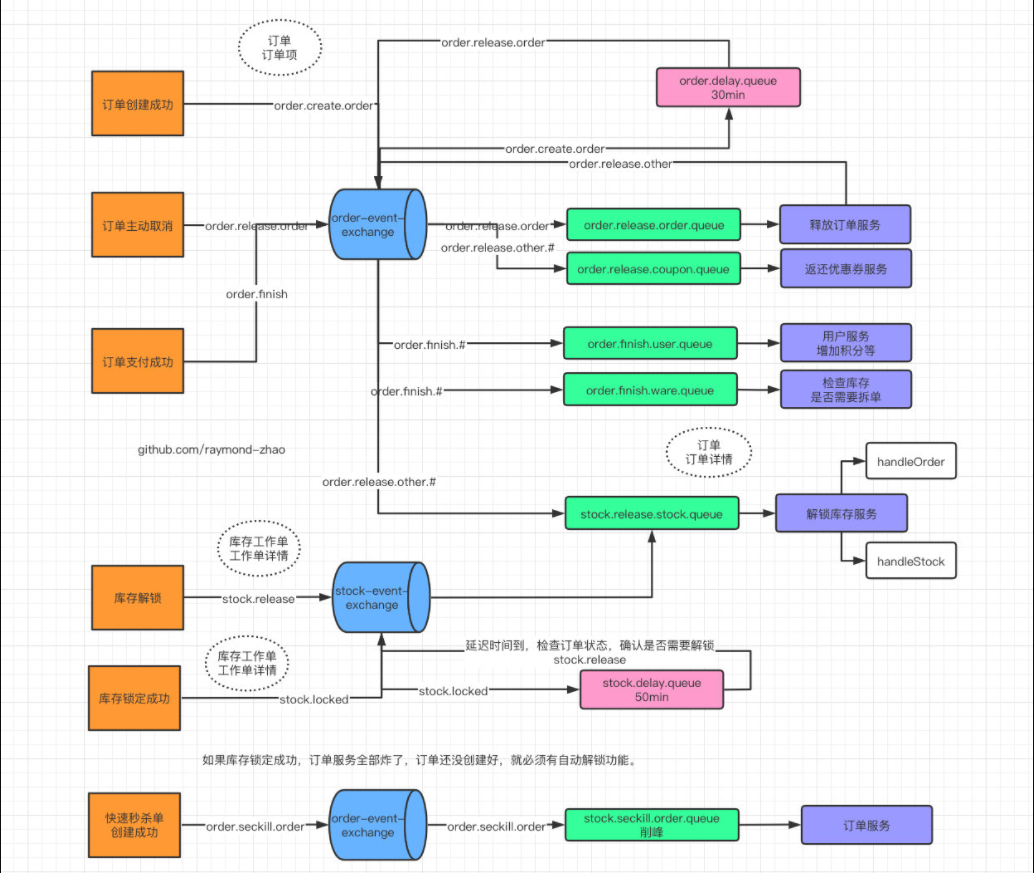 订单
订单项
order.release.order
order.delay.queue
30min
订单创建成功
order.create.order
order.create.order
order.release.other
订单主动取消
order.release.order
order-event-
exchange
order.release.order
order.release.order.queue
释放订单服务
order.release.other.#
order.release.coupon.queue
返还优惠券服务
order.finish
订单支付成功
order.finish.#
order.finish.user.queue
用户服务
增加积分等
order.finish.#
order.finish.ware.queue
检查库存
是否需要拆单
github.com/raymond-zhao
订单
订单详情
handleOrder
order.release.other.#
stock.release.stock.queue
解锁库存服务
库存工作单
工作单详情
handleStock
库存解锁
stock.release
stock-event-
exchange
库存工作单
工作单详情
延迟时间到，检查订单状态，确认是否需要解锁
stock.release
库存锁定成功
stock.locked
stock.locked
stock.delay.queue
50min
如果库存锁定成功，订单服务全部炸了，订单还没创建好，就必须有自动解锁功能。
快速秒杀单
创建成功
order.seckill.order
order-event-
exchange
order.seckill.order
stock.seckill.order.queue
削峰
订单服务